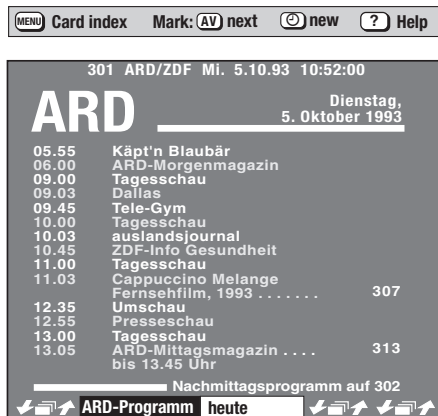 MENU Card index Mark: AV next new ? Help
301 ARD/ZDF Mi. 5.10.93 10:52:00
ARD
Dienstag,
5. Oktober 1993
05.55 Käpt'n Blaubär
06.00 ARD-Morgenmagazin
09.00 Tagesschau
09.03 Dallas
09.45 Tele-Gym
10.00 Tagesschau
10.03 auslandsjournal
10.45 ZDF-Info Gesundheit
11.00 Tagesschau
11.03 Cappuccino Melange
Fernsehfilm, 1993 . . . . . . . 307
12.35 Umschau
12.55 Presseschau
13.00 Tagesschau
13.05 ARD-Mittagsmagazin . . . . 313
bis 13.45 Uhr
Nachmittagsprogramm auf 302
ARD-Programm heute